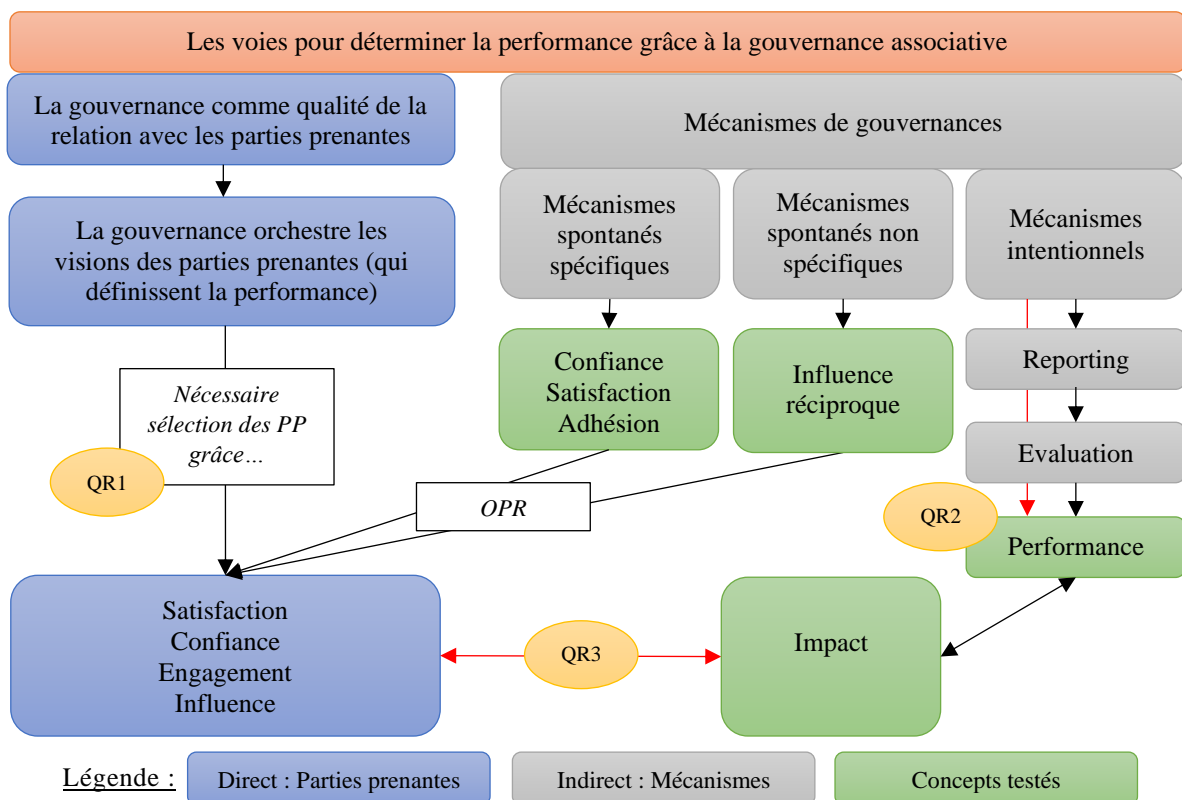 Les voies pour déterminer la performance grâce à la gouvernance associative
La gouvernance comme qualité de la
relation avec les parties prenantes
Mécanismes de gouvernances
La gouvernance orchestre les
visions des parties prenantes (qui
définissent la performance)
Mécanismes
spontanés
spécifiques
Mécanismes
spontanés non
spécifiques
Mécanismes
intentionnels
Confiance
Satisfaction
Adhésion
Influence
réciproque
Reporting
Evaluation
Nécessaire
sélection des PP
grâce…
QR1
OPR
QR2
Performance
Satisfaction
Confiance
Engagement
Influence
QR3
Impact
Légende :
Direct : Parties prenantes
Indirect : Mécanismes
Concepts testés